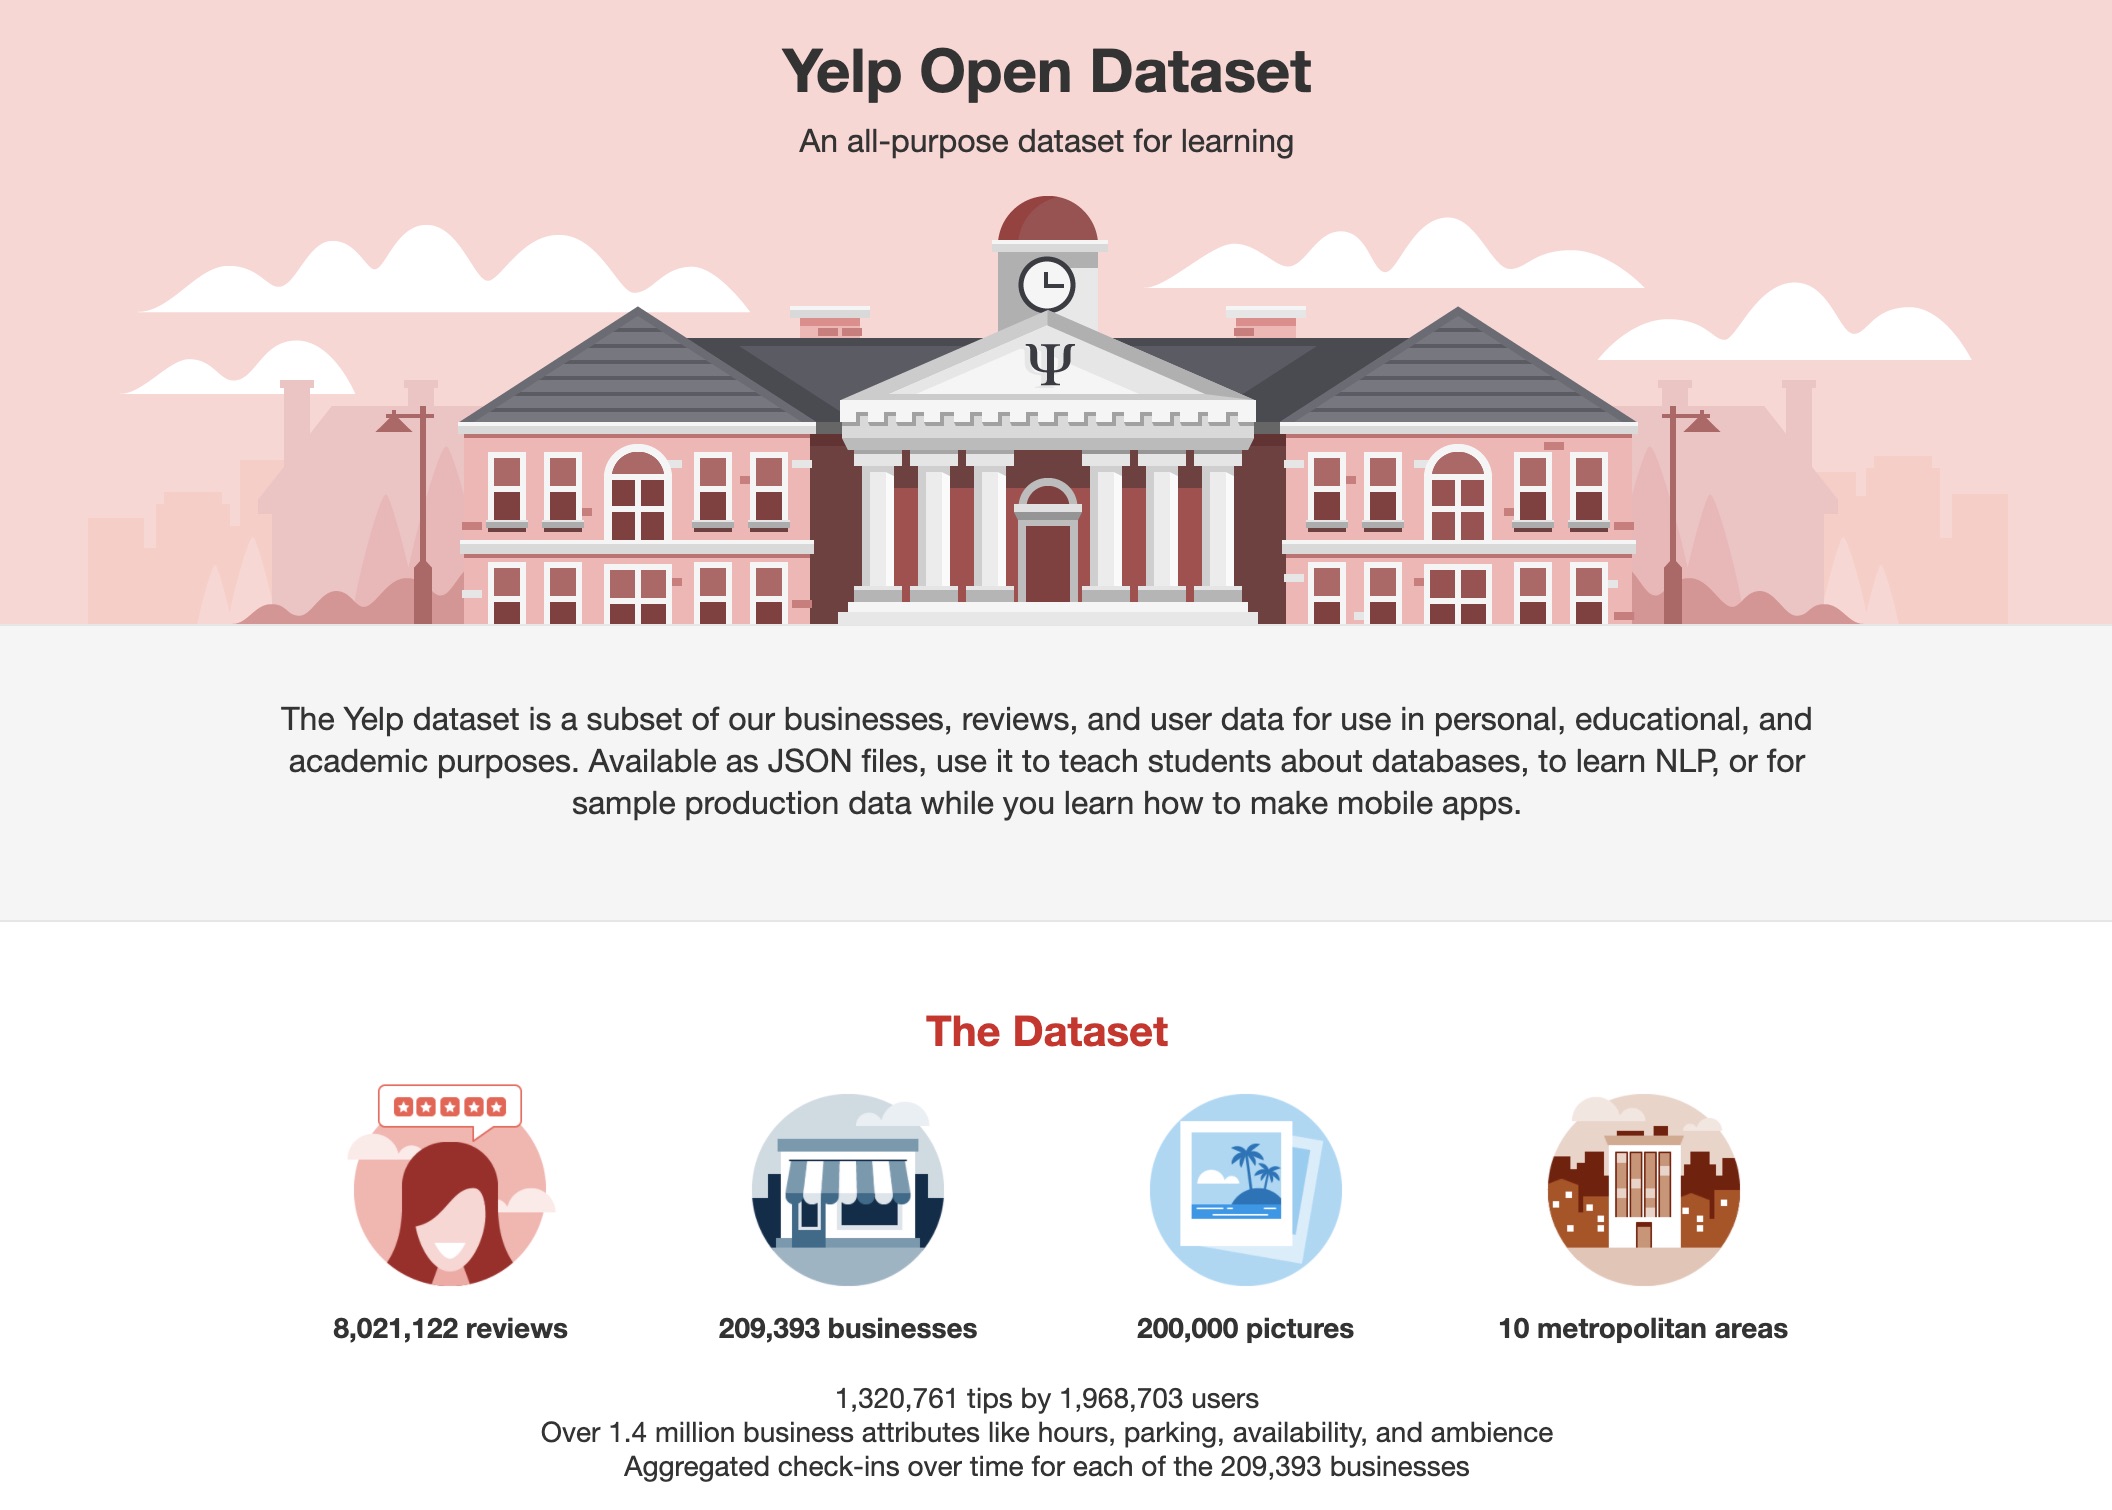 Yelp Open Dataset
An all-purpose dataset for learning
Ψ
The Yelp dataset is a subset of our businesses, reviews, and user data for use in personal, educational, and
academic purposes. Available as JSON files, use it to teach students about databases, to learn NLP, or for
sample production data while you learn how to make mobile apps.
The Dataset
8,021,122 reviews
209,393 businesses
200,000 pictures
10 metropolitan areas
1,320,761 tips by 1,968,703 users
Over 1.4 million business attributes like hours, parking, availability, and ambience
Aggregated check-ins over time for each of the 209,393 businesses